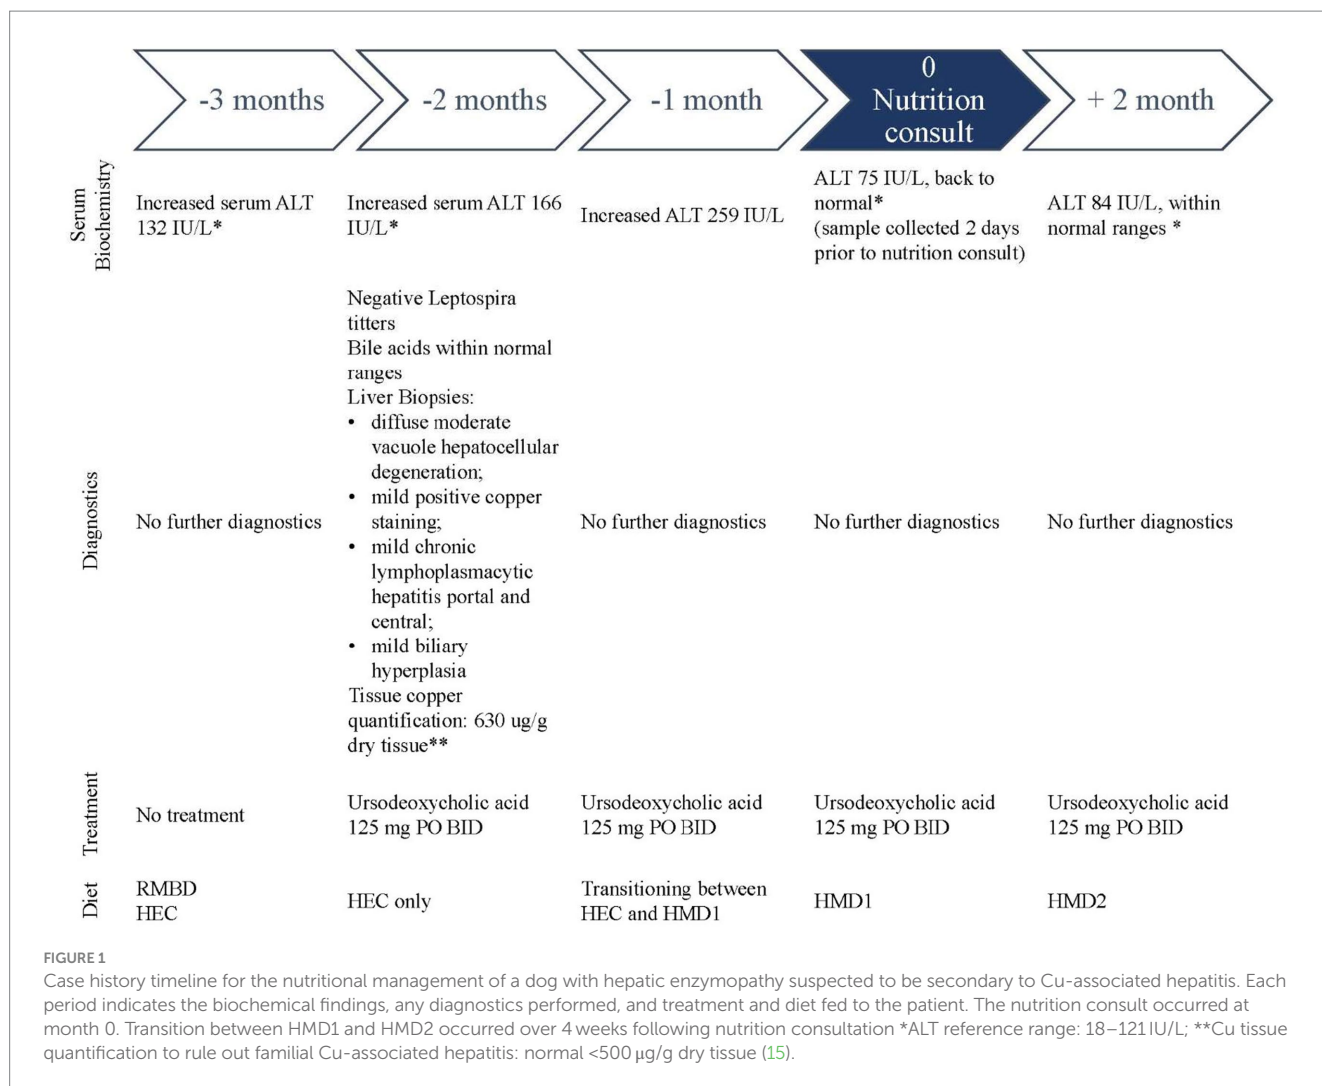 -3 months
-2 months
-1 month
0
Nutrition
consult
+ 2 month
Serum
Biochemistry
Increased serum ALT
132 IU/L*
Increased serum ALT 166
IU/L*
Increased ALT 259 IU/L
ALT 75 IU/L, back to
normal*
(sample collected 2 days
prior to nutrition consult)
ALT 84 IU/L, within
normal ranges *
Diagnostics
No further diagnostics
Negative Leptospira
titters
Bile acids within normal
ranges
Liver Biopsies:
• diffuse moderate
vacuole hepatocellular
degeneration;
• mild positive copper
staining;
• mild chronic
lymphoplasmacytic
hepatitis portal and
central;
• mild biliary
hyperplasia
Tissue copper
quantification: 630 ug/g
dry tissue**
No further diagnostics
No further diagnostics
No further diagnostics
Treatment
No treatment
Ursodeoxycholic acid
125 mg PO BID
Ursodeoxycholic acid
125 mg PO BID
Ursodeoxycholic acid
125 mg PO BID
Ursodeoxycholic acid
125 mg PO BID
Diet
RMBD
HEC
HEC only
Transitioning between
HEC and HMD1
HMD1
HMD2
FIGURE 1
Case history timeline for the nutritional management of a dog with hepatic enzymopathy suspected to be secondary to Cu-associated hepatitis. Each
period indicates the biochemical findings, any diagnostics performed, and treatment and diet fed to the patient. The nutrition consult occurred at
month 0. Transition between HMD1 and HMD2 occurred over 4 weeks following nutrition consultation *ALT reference range: 18–121 IU/L; **Cu tissue
quantification to rule out familial Cu-associated hepatitis: normal <500 μg/g dry tissue (15).